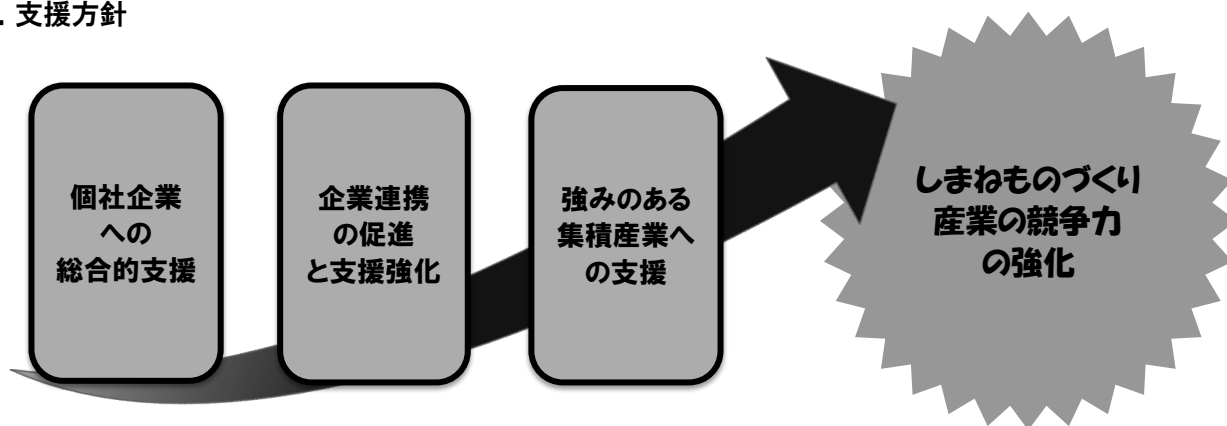 . 支援方針
個社企業
への
総合的支援
企業連携
の促進
と支援強化
強みのある
集積産業へ
の支援
しまねものづくり
産業の競争力
の強化